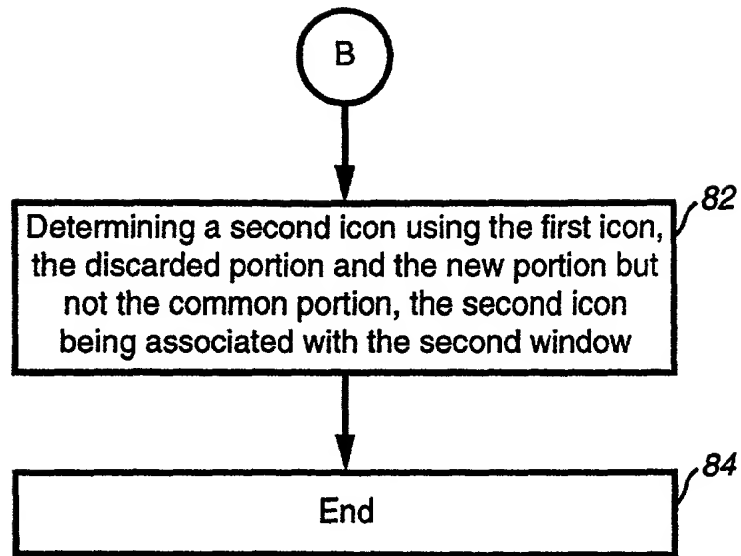 B
82
Determining a second icon using the first icon,
the discarded portion and the new portion but
not the common portion, the second icon
being associated with the second window
84
End